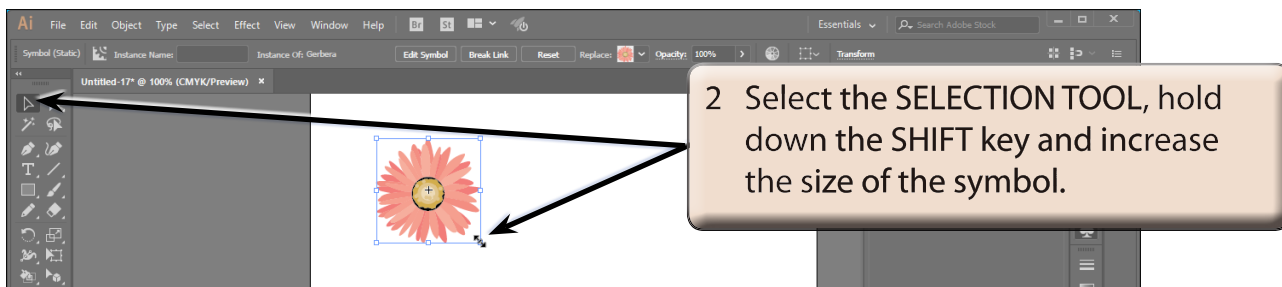 Ai File Edit Object Type Select Effect View Window Help Br St Essentials Search Adobe Stock
Symbol (Static) Instance Name: Instance Of: Gerbera Edit Symbol Break Link Reset Replace: Opacity: 100% Transform
Untitled-17* @ 100% (CMYK/Preview) ×
2 Select the SELECTION TOOL, hold
down the SHIFT key and increase
the size of the symbol.